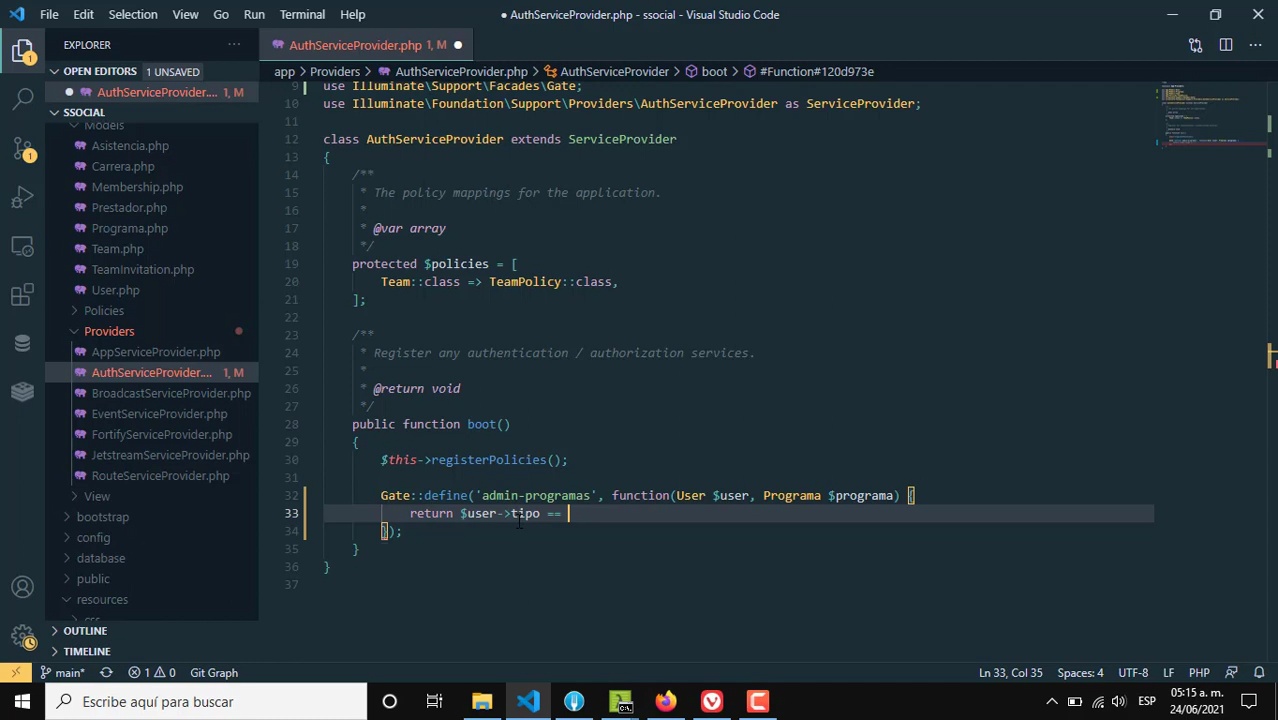 File Edit Selection View Go Run Terminal Help
● AuthServiceProvider.php - ssocial - Visual Studio Code
EXPLORER ···
AuthServiceProvider.php 1, M ●
OPEN EDITORS 1 UNSAVED
● AuthServiceProvider.... 1, M
app > Providers > AuthServiceProvider.php > AuthServiceProvider > boot > #Function#120d973e
SSOCIAL
Models
Asistencia.php
Carrera.php
Membership.php
Prestador.php
Programa.php
Team.php
TeamInvitation.php
User.php
Policies
Providers
AppServiceProvider.php
AuthServiceProvider.... 1, M
BroadcastServiceProvider.php
EventServiceProvider.php
FortifyServiceProvider.php
JetstreamServiceProvider.php
RouteServiceProvider.php
View
bootstrap
config
database
public
resources
css
OUTLINE
TIMELINE
9 use Illuminate\Support\Facades\Gate;
10 use Illuminate\Foundation\Support\Providers\AuthServiceProvider as ServiceProvider;
11
12 class AuthServiceProvider extends ServiceProvider
13 {
14 /**
15 * The policy mappings for the application.
16 *
17 * @var array
18 */
19 protected $policies = [
20 Team::class => TeamPolicy::class,
21 ];
22
23 /**
24 * Register any authentication / authorization services.
25 *
26 * @return void
27 */
28 public function boot()
29 {
30 $this->registerPolicies();
31
32 Gate::define('admin-programas', function(User $user, Programa $programa) {
33 return $user->tipo ==
34 });
35 }
36 }
37
main* 1 0 Git Graph Ln 33, Col 35 Spaces: 4 UTF-8 LF PHP
Escribe aquí para buscar
ESP
05:15 a. m.
24/06/2021